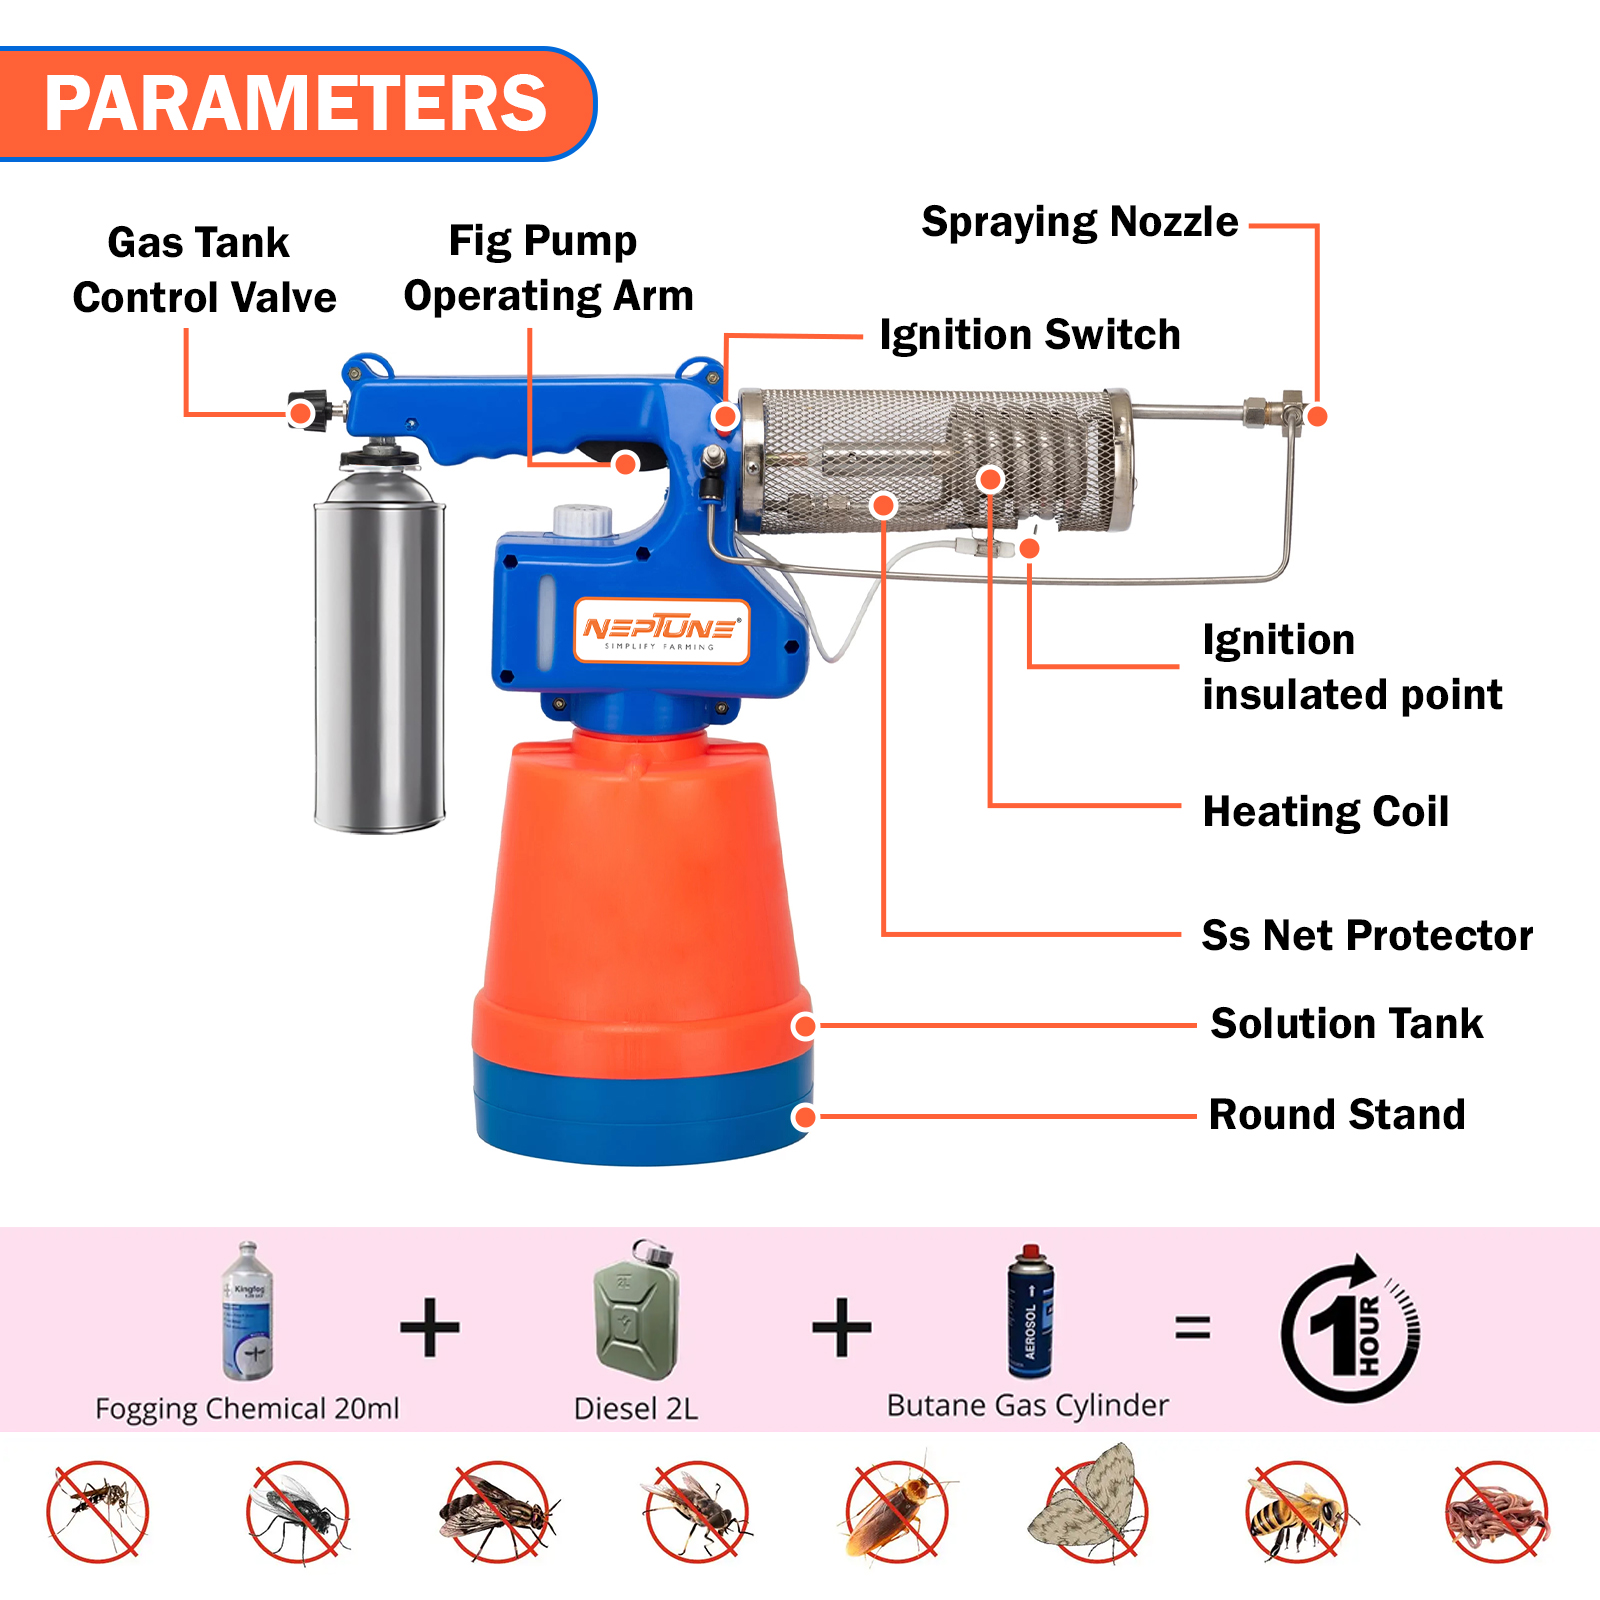 PARAMETERS
Gas Tank
Control Valve
Fig Pump
Operating Arm
Spraying Nozzle
Ignition Switch
NEPTUNE®
SIMPLIFY FARMING
Ignition
insulated point
Heating Coil
Ss Net Protector
Solution Tank
Round Stand
Kingfog
2L
AEROSOL
1 HOUR
Fogging Chemical 20ml
+
Diesel 2L
+
Butane Gas Cylinder
=